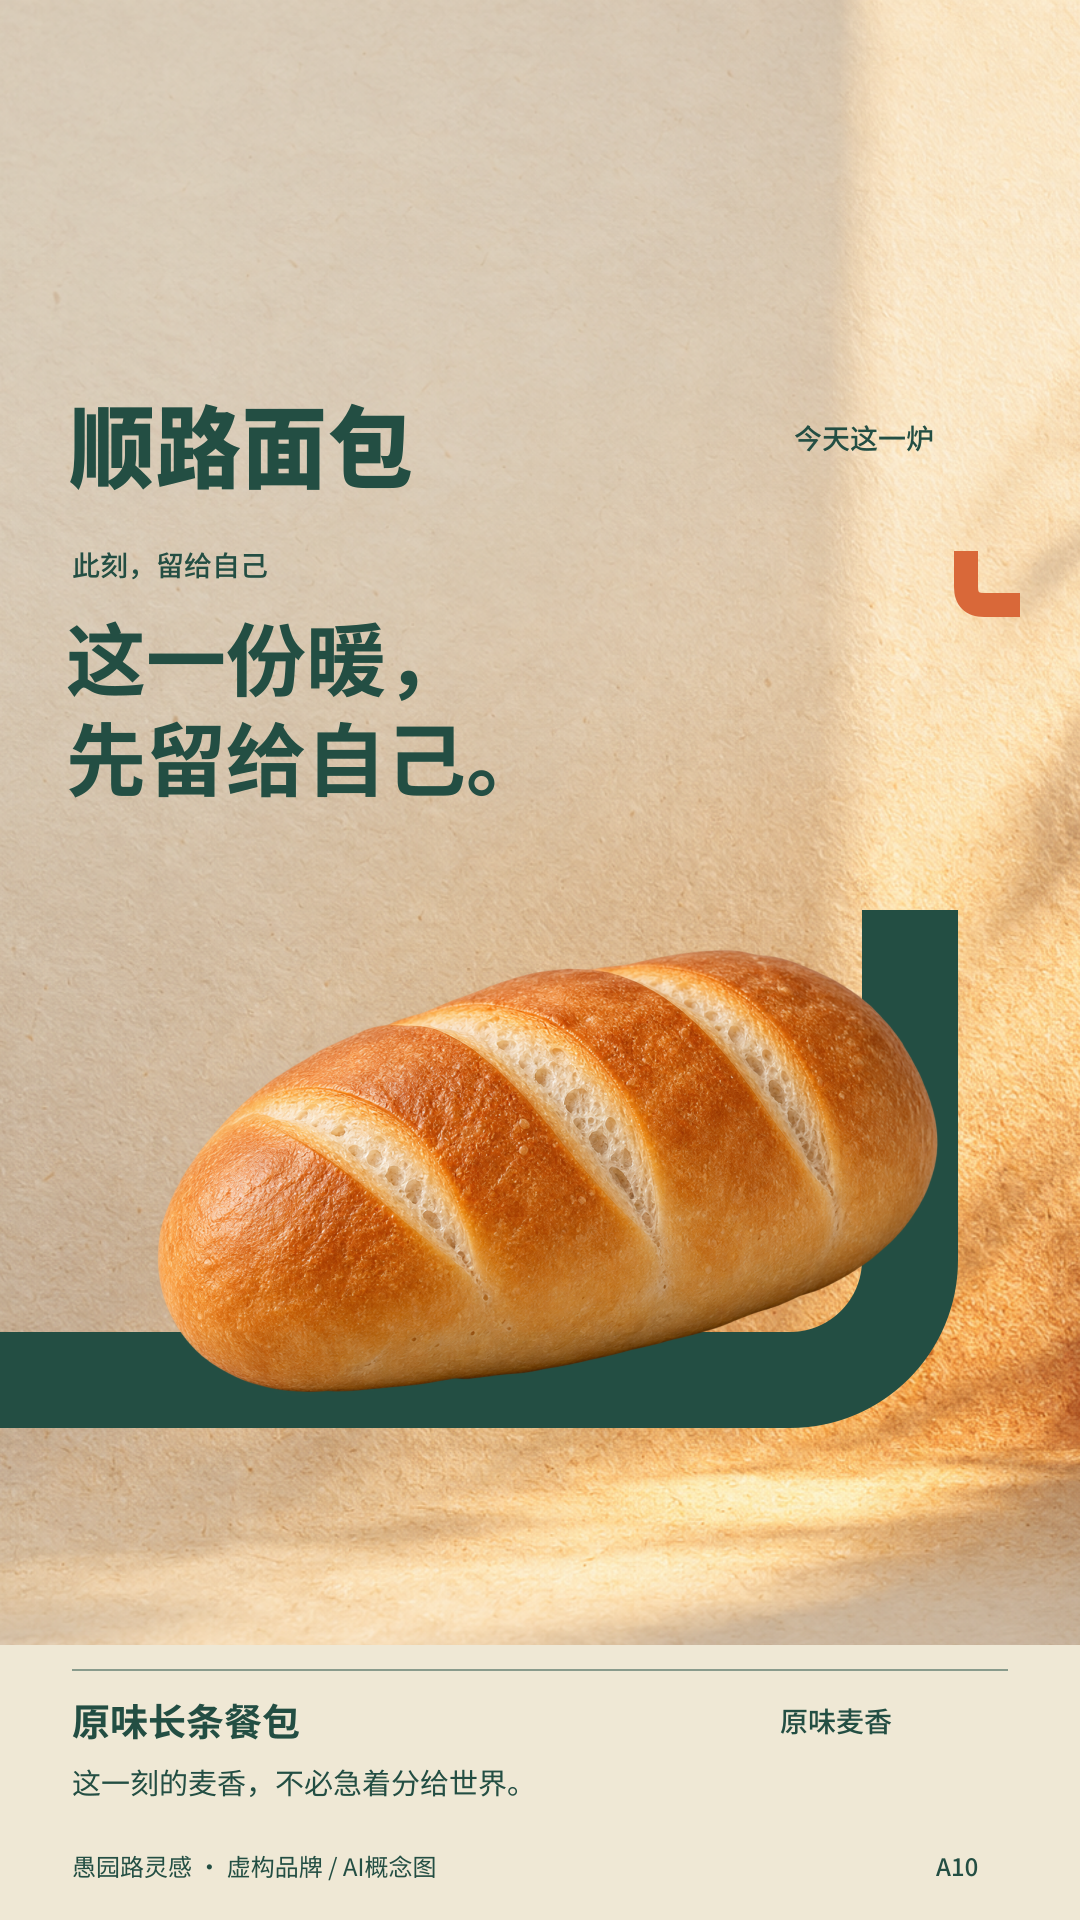 顺路面包
今天这一炉
此刻，留给自己
这一份暖，
先留给自己。
原味长条餐包
原味麦香
这一刻的麦香，不必急着分给世界。
愚园路灵感 · 虚构品牌 / AI概念图
A10